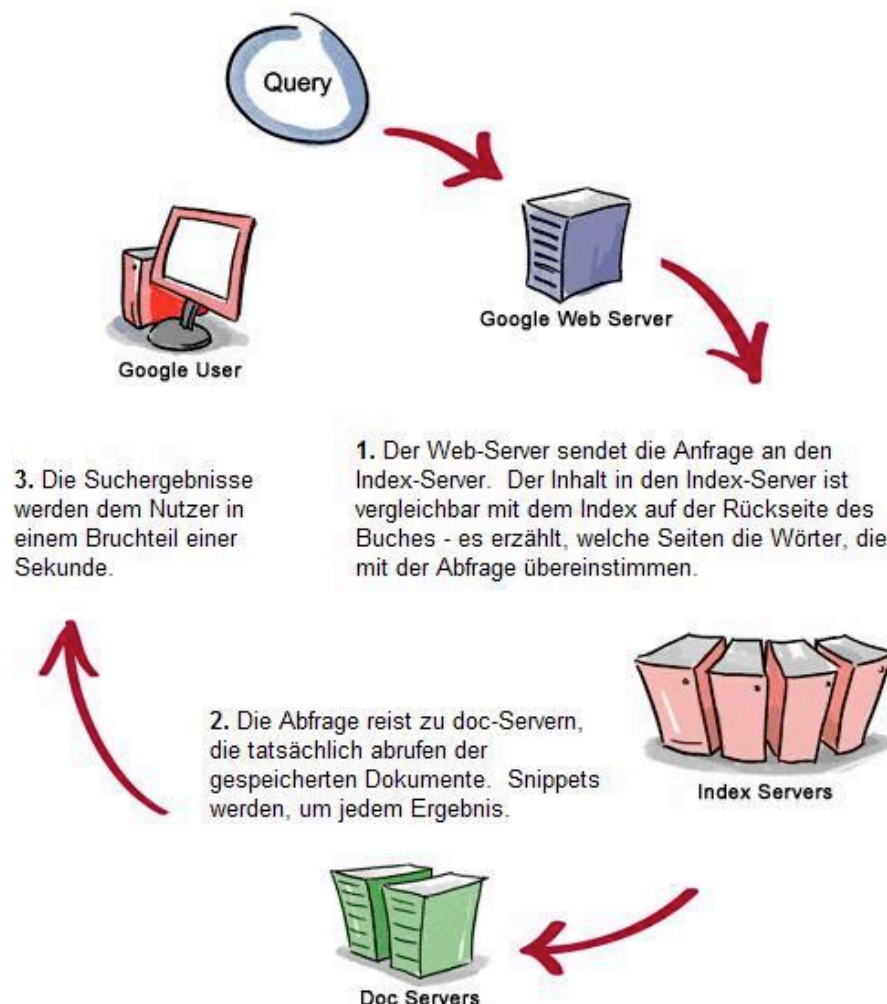 Query
Google Web Server
Google User
1. Der Web-Server sendet die Anfrage an den
Index-Server. Der Inhalt in den Index-Server ist
vergleichbar mit dem Index auf der Rückseite des
Buches - es erzählt, welche Seiten die Wörter, die
mit der Abfrage übereinstimmen.
3. Die Suchergebnisse
werden dem Nutzer in
einem Bruchteil einer
Sekunde.
2. Die Abfrage reist zu doc-Servern,
die tatsächlich abrufen der
gespeicherten Dokumente. Snippets
werden, um jedem Ergebnis.
Index Servers
Doc Servers